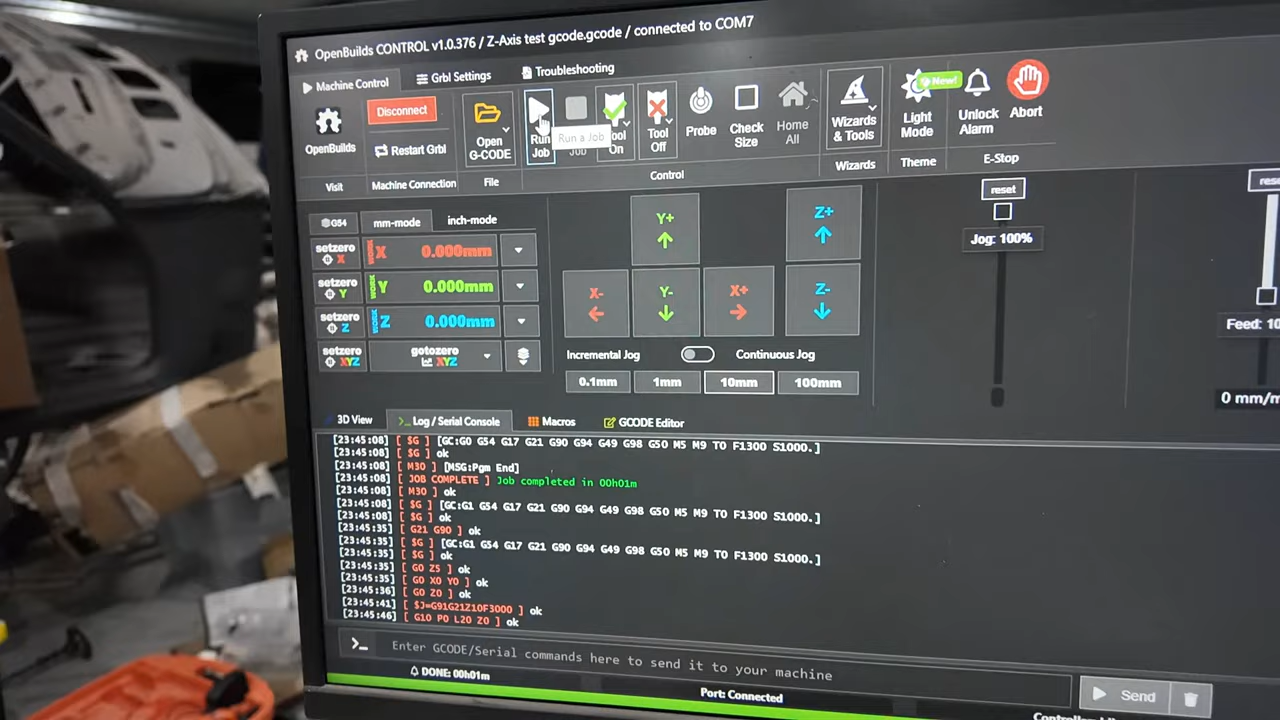 OpenBuilds CONTROL v1.0.376 / Z-Axis test gcode.gcode / connected to COM7
Machine Control
Grbl Settings
Troubleshooting
OpenBuilds
Visit
Disconnect
Restart Grbl
Machine Connection
Open
G-CODE
File
Run
Job
Run a Job
Job
On
Tool
Off
Probe
Check
Size
Home
All
Control
Wizards
& Tools
Wizards
New!
Light
Mode
Theme
Unlock
Alarm
Abort
E-Stop
G54
mm-mode
inch-mode
setzero
X
WORK
X
0.000mm
setzero
Y
WORK
Y
0.000mm
setzero
Z
WORK
Z
0.000mm
setzero
XYZ
gotozero
XYZ
Y+
Z+
X-
Y-
X+
Z-
Incremental Jog
Continuous Jog
0.1mm
1mm
10mm
100mm
reset
Jog: 100%
0 mm/m
3D View
Log / Serial Console
Macros
GCODE Editor
[23:45:08] [ $G ] [GC:G0 G54 G17 G21 G90 G94 G49 G98 G50 M5 M9 T0 F1300 S1000.]
[23:45:08] [ $G ] ok
[23:45:08] [ M30 ] [MSG:Pgm End]
[23:45:08] [ JOB COMPLETE ] Job completed in 00h01m
[23:45:08] [ M30 ] ok
[23:45:08] [ $G ] [GC:G1 G54 G17 G21 G90 G94 G49 G98 G50 M5 M9 T0 F1300 S1000.]
[23:45:08] [ $G ] ok
[23:45:35] [ G21 G90 ] ok
[23:45:35] [ $G ] [GC:G1 G54 G17 G21 G90 G94 G49 G98 G50 M5 M9 T0 F1300 S1000.]
[23:45:35] [ $G ] ok
[23:45:35] [ G0 Z5 ] ok
[23:45:35] [ G0 X0 Y0 ] ok
[23:45:36] [ G0 Z0 ] ok
[23:45:41] [ $J=G91G21Z10F3000 ] ok
[23:45:46] [ G10 P0 L20 Z0 ] ok
>_ Enter GCODE/Serial commands here to send it to your machine
Send
DONE: 00h01m
Port: Connected